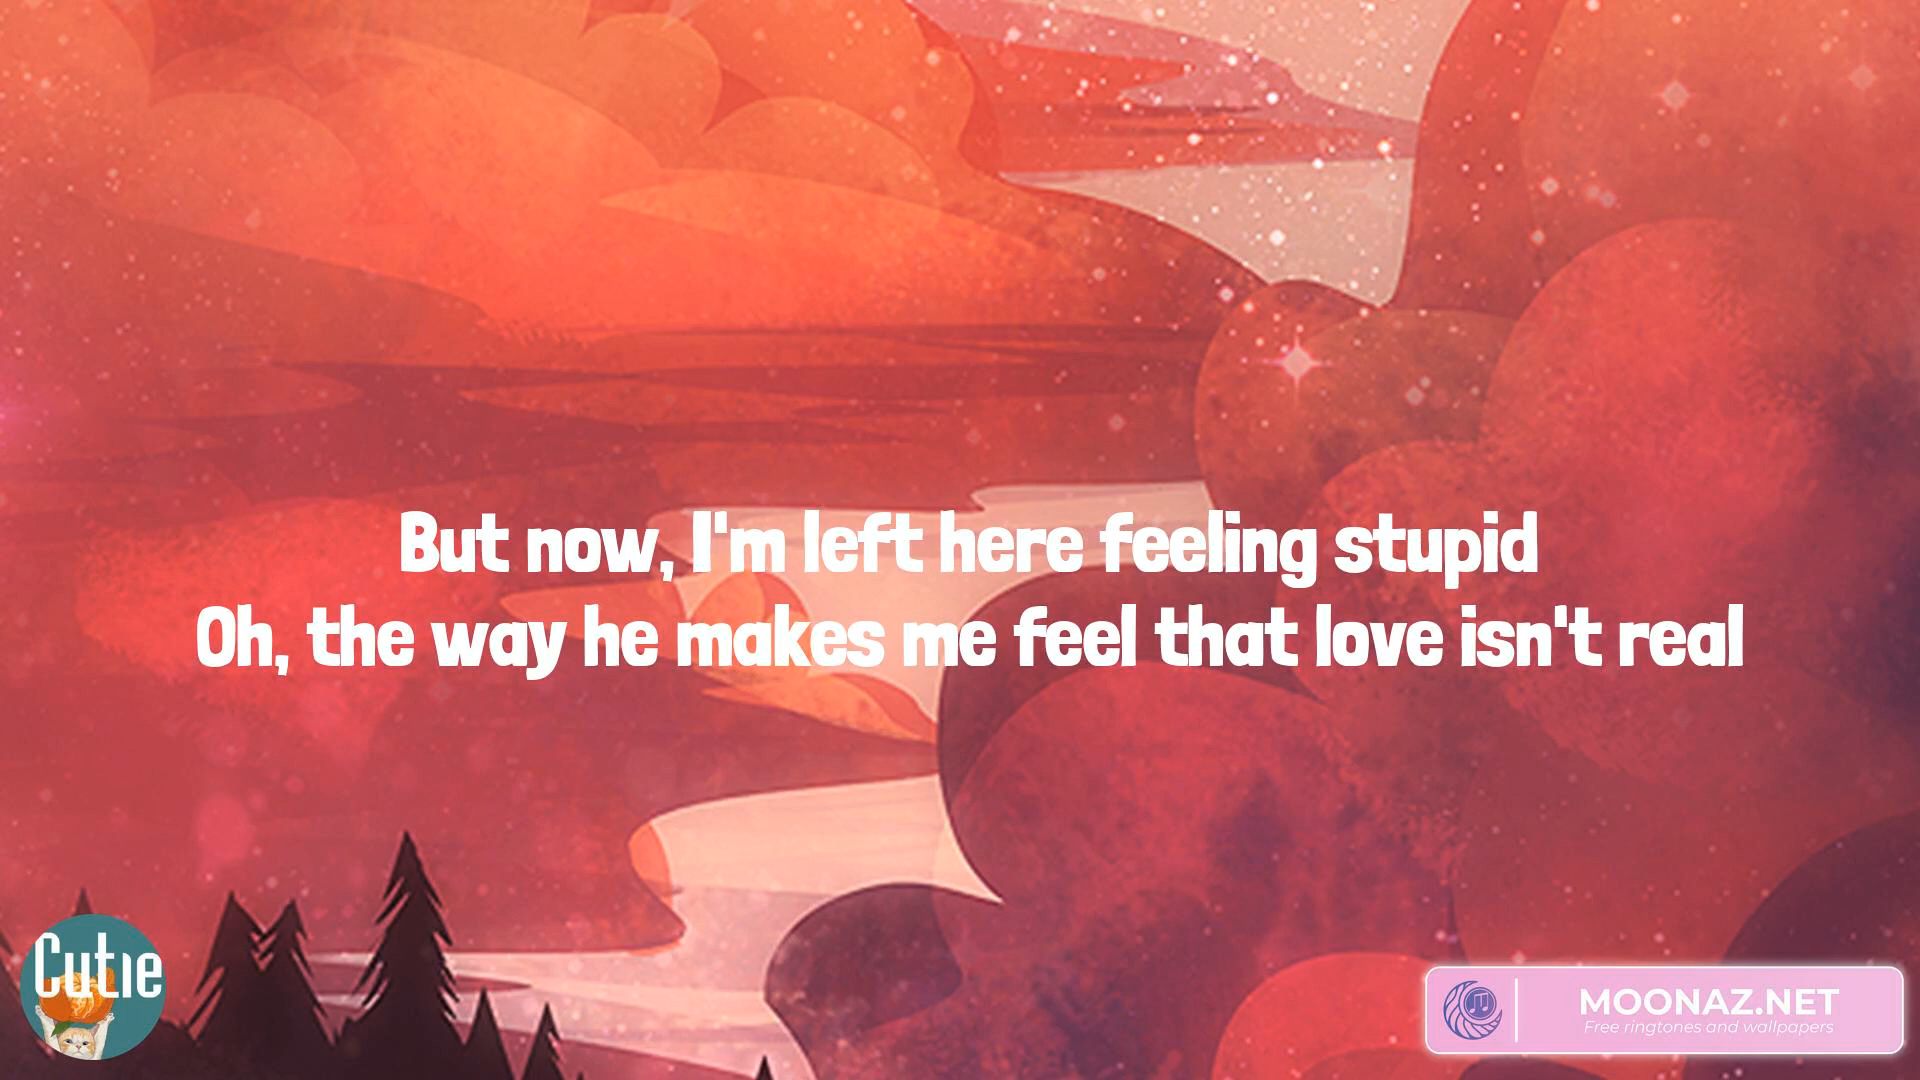 But now, I'm left here feeling stupid
Oh, the way he makes me feel that love isn't real
Cutie
MOONAZ.NET
Free ringtones and wallpapers